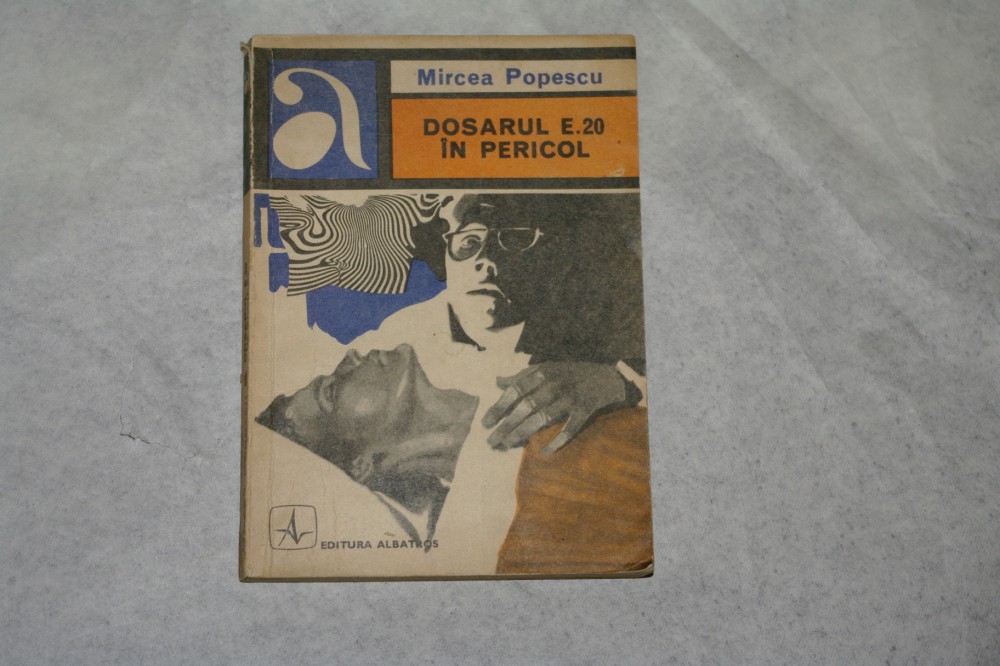 a
Mircea Popescu
DOSARUL E.20
ÎN PERICOL
EDITURA ALBATROS